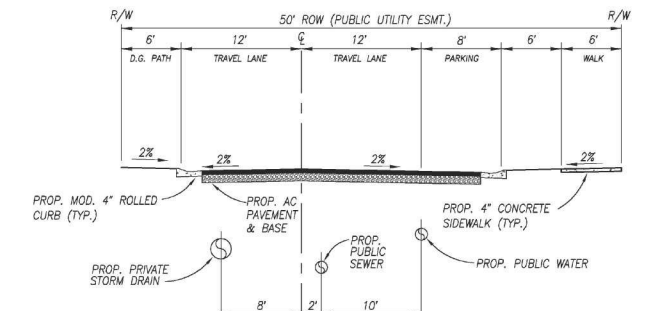 R/W
R/W
50' ROW (PUBLIC UTILITY ESMT.)
6'
12'
℄
12'
8'
6'
6'
D.G. PATH
TRAVEL LANE
TRAVEL LANE
PARKING
WALK
2%
2%
2%
2%
PROP. MOD. 4" ROLLED
CURB (TYP.)
PROP. AC
PAVEMENT
& BASE
PROP. 4" CONCRETE
SIDEWALK (TYP.)
PROP. PRIVATE
STORM DRAIN
PROP.
PUBLIC
SEWER
PROP. PUBLIC WATER
8'
2'
10'